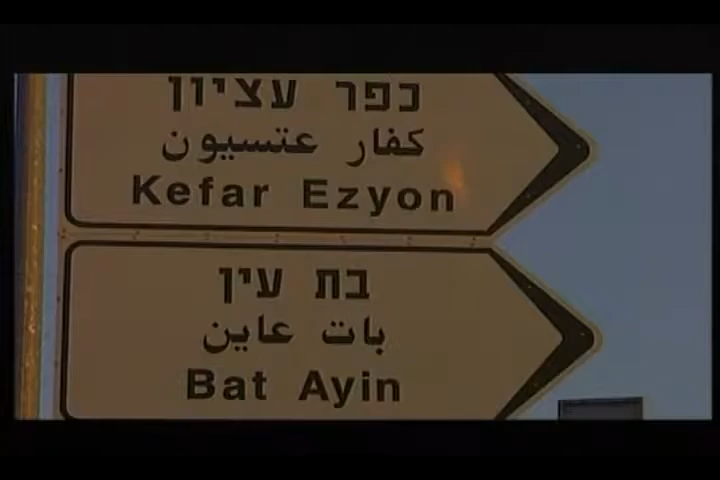 כפר עציון
كفار عتسيون
Kefar Ezyon
בת עין
بات عاين
Bat Ayin